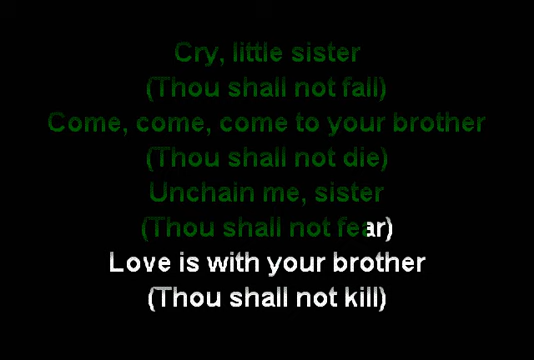 Cry, little sister
(Thou shall not fall)
Come, come, come to your brother
(Thou shall not die)
Unchain me, sister
(Thou shall not fear)
Love is with your brother
(Thou shall not kill)